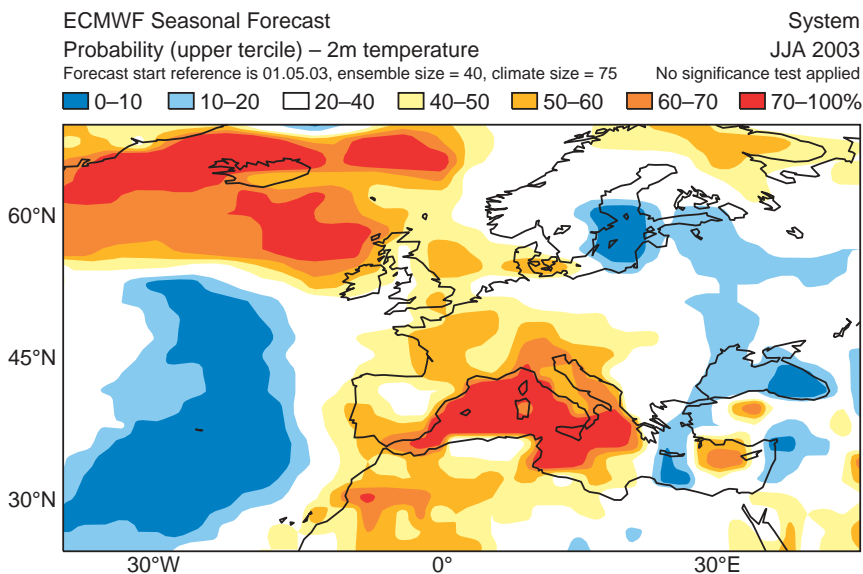 ECMWF Seasonal Forecast System
Probability (upper tercile) – 2m temperature JJA 2003
Forecast start reference is 01.05.03, ensemble size = 40, climate size = 75 No significance test applied
0–10 10–20 20–40 40–50 50–60 60–70 70–100%
60°N
45°N
30°N
30°W 0° 30°E